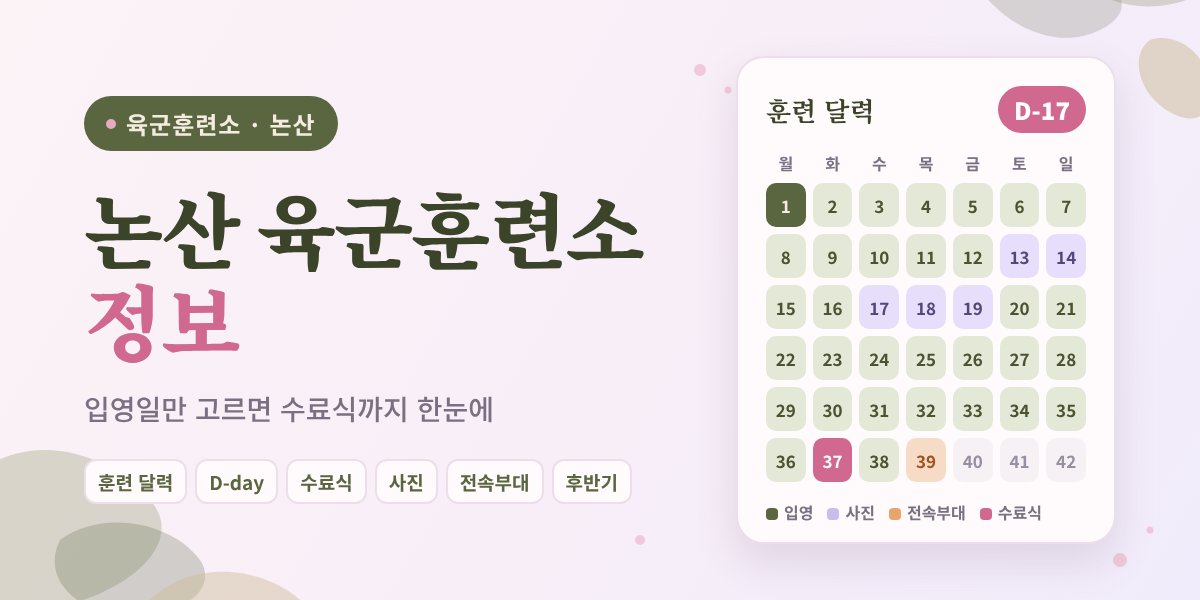 육군훈련소 · 논산
논산 육군훈련소
정보
입영일만 고르면 수료식까지 한눈에
훈련 달력 D-day 수료식 사진 전속부대 후반기
훈련 달력 D-17
월 화 수 목 금 토 일
1 2 3 4 5 6 7
8 9 10 11 12 13 14
15 16 17 18 19 20 21
22 23 24 25 26 27 28
29 30 31 32 33 34 35
36 37 38 39 40 41 42
입영 사진 전속부대 수료식